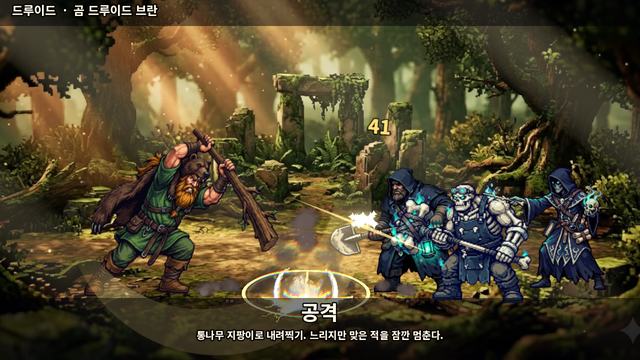 드루이드 · 곰 드루이드 브란
41
공격
통나무 지팡이로 내려찍기. 느리지만 맞은 적을 잠깐 멈춘다.